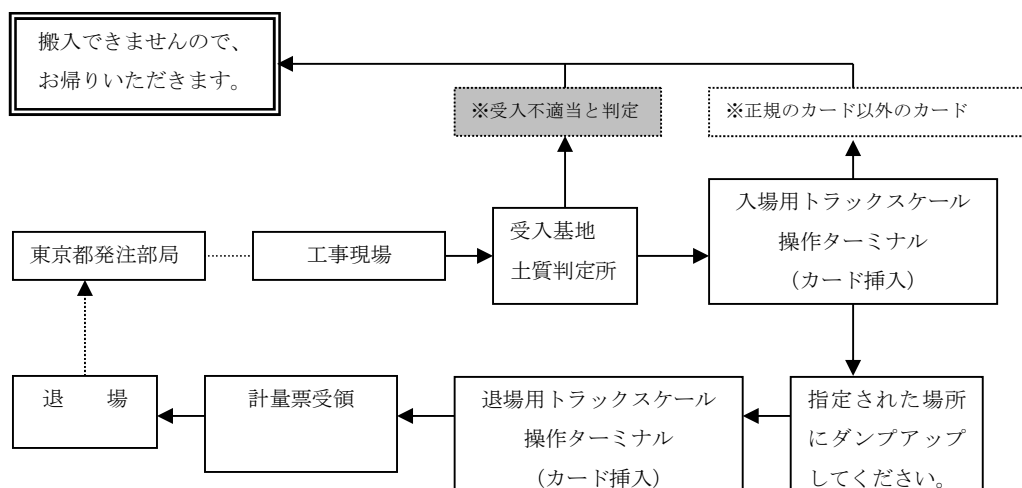 搬入できませんので、
お帰りいただきます。
※受入不適当と判定
※正規のカード以外のカード
東京都発注部局
工事現場
受入基地
土質判定所
入場用トラックスケール
操作ターミナル
（カード挿入）
退　　場
計量票受領
退場用トラックスケール
操作ターミナル
（カード挿入）
指定された場所
にダンプアップ
してください。